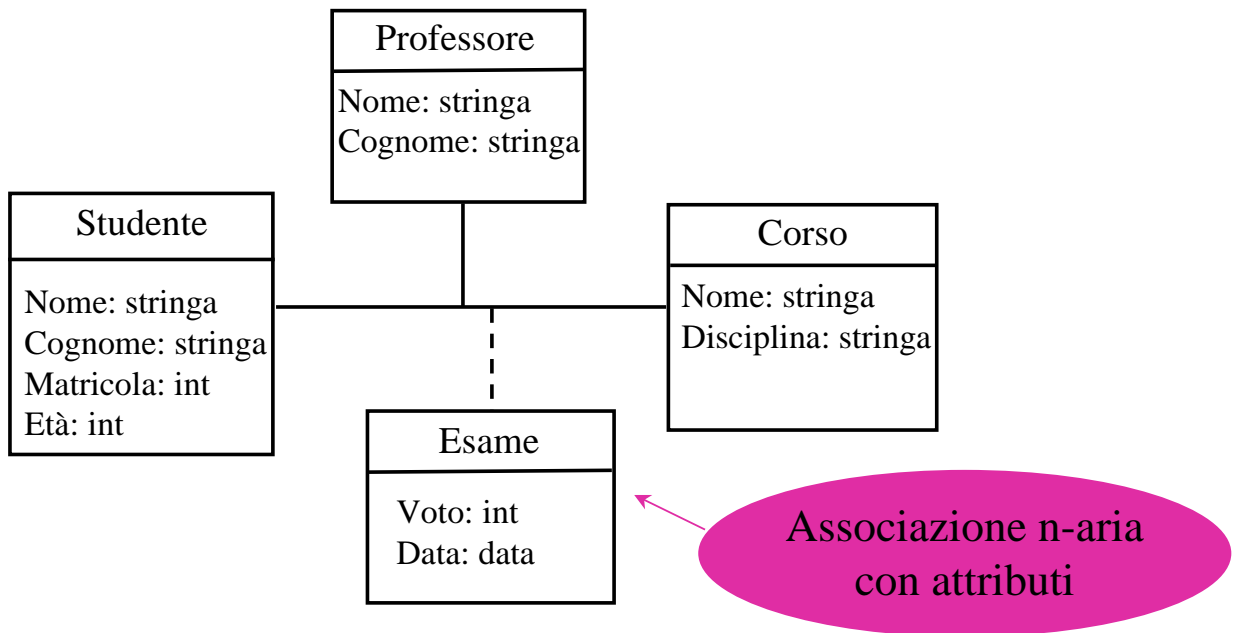 Professore
Nome: stringa
Cognome: stringa
Studente
Nome: stringa
Cognome: stringa
Matricola: int
Età: int
Corso
Nome: stringa
Disciplina: stringa
Esame
Voto: int
Data: data
Associazione n-aria
con attributi